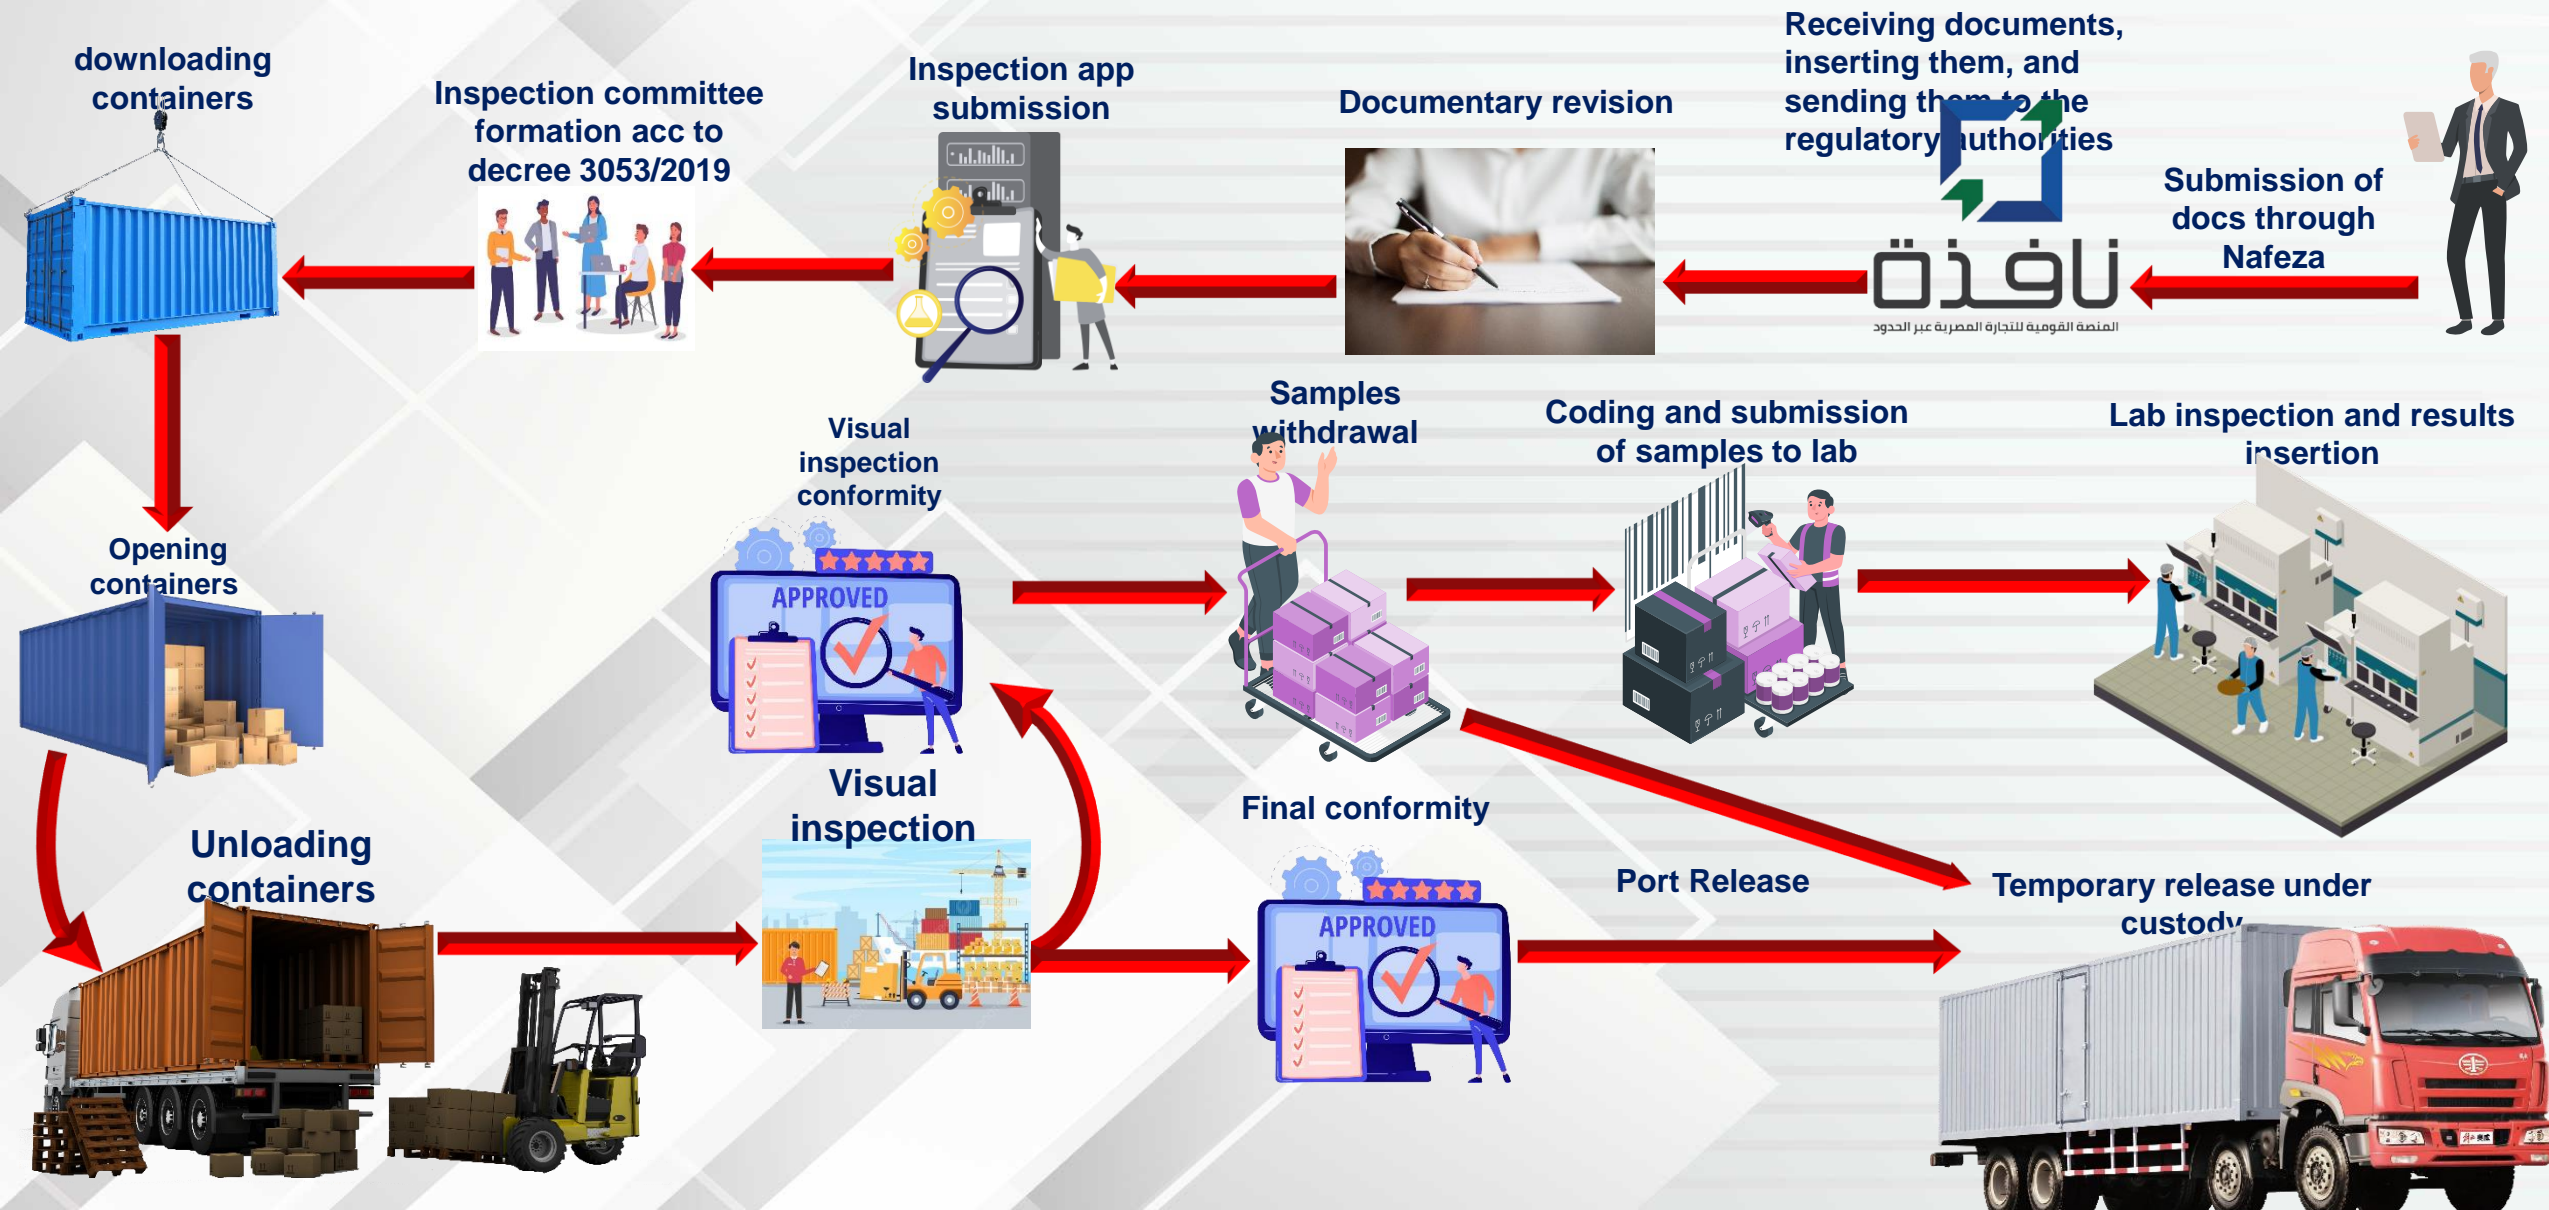 downloading
containers
Inspection committee
formation acc to
decree 3053/2019
Inspection app
submission
Documentary revision
Receiving documents,
inserting them, and
sending them to the
regulatory authorities
Submission of
docs through
Nafeza
نافذة
المنصة القومية للتجارة المصرية عبر الحدود
Opening
containers
Visual
inspection
conformity
APPROVED
Samples
withdrawal
Coding and submission
of samples to lab
Lab inspection and results
insertion
Unloading
containers
Visual
inspection
Final conformity
APPROVED
Port Release
Temporary release under
custody